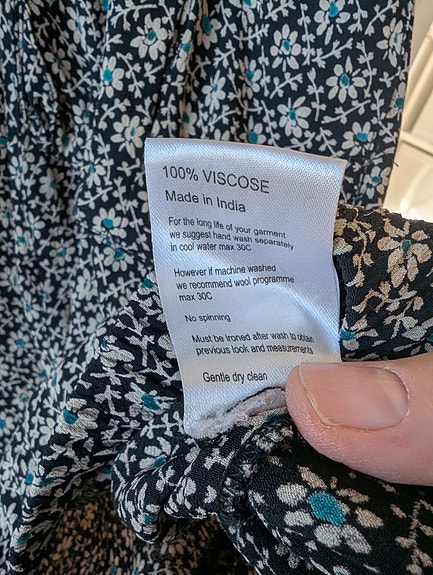 100% VISCOSE
Made in India
For the long life of your garment
we suggest hand wash separately
in cool water max 30C
However if machine washed
we recommend wool programme
max 30C
No spinning
Must be ironed after wash to obtain
previous look and measurements
Gentle dry clean